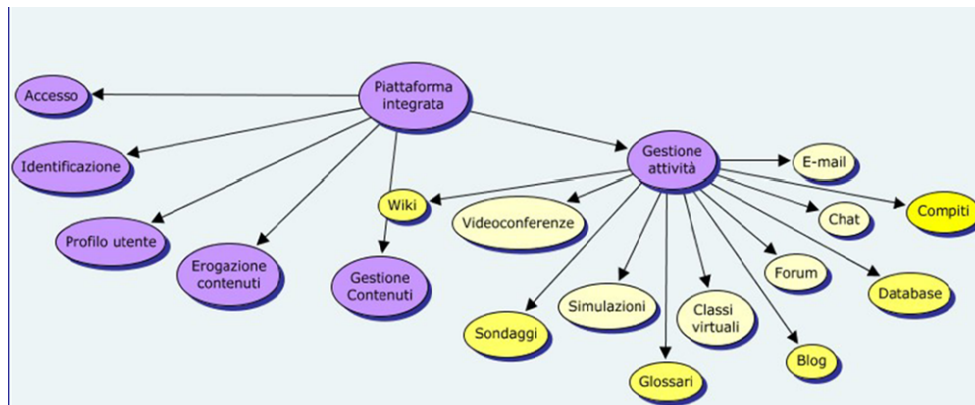 Piattaforma
integrata
Accesso
Identificazione
Profilo utente
Erogazione
contenuti
Wiki
Gestione
Contenuti
Gestione
attività
E-mail
Compiti
Chat
Videoconferenze
Forum
Database
Simulazioni
Classi
virtuali
Sondaggi
Blog
Glossari